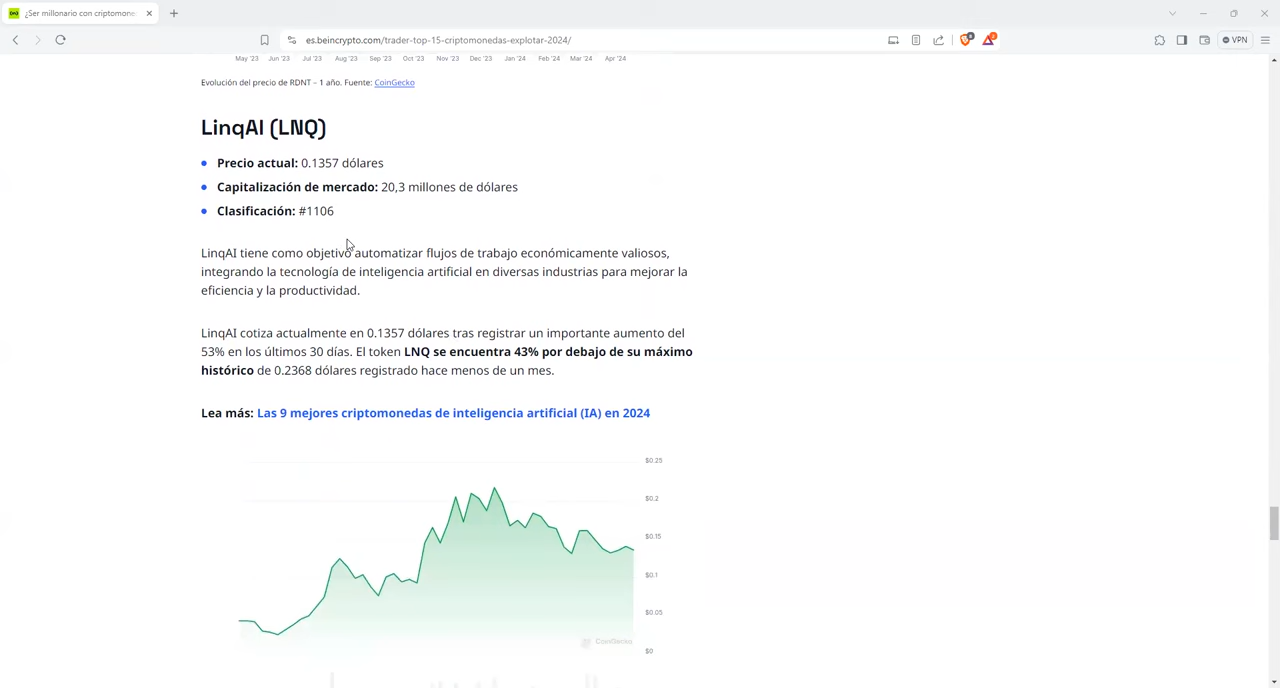 ¿Ser millonario con criptomone
es.beincrypto.com/trader-top-15-criptomonedas-explotar-2024/
VPN
May '23 Jun '23 Jul '23 Aug '23 Sep '23 Oct '23 Nov '23 Dec '23 Jan '24 Feb '24 Mar '24 Apr '24
Evolución del precio de RDNT – 1 año. Fuente: CoinGecko
LinqAI (LNQ)
Precio actual: 0.1357 dólares
Capitalización de mercado: 20,3 millones de dólares
Clasificación: #1106
LinqAI tiene como objetivo automatizar flujos de trabajo económicamente valiosos,
integrando la tecnología de inteligencia artificial en diversas industrias para mejorar la
eficiencia y la productividad.
LinqAI cotiza actualmente en 0.1357 dólares tras registrar un importante aumento del
53% en los últimos 30 días. El token LNQ se encuentra 43% por debajo de su máximo
histórico de 0.2368 dólares registrado hace menos de un mes.
Lea más: Las 9 mejores criptomonedas de inteligencia artificial (IA) en 2024
$0.25
$0.2
$0.15
$0.1
$0.05
CoinGecko
$0